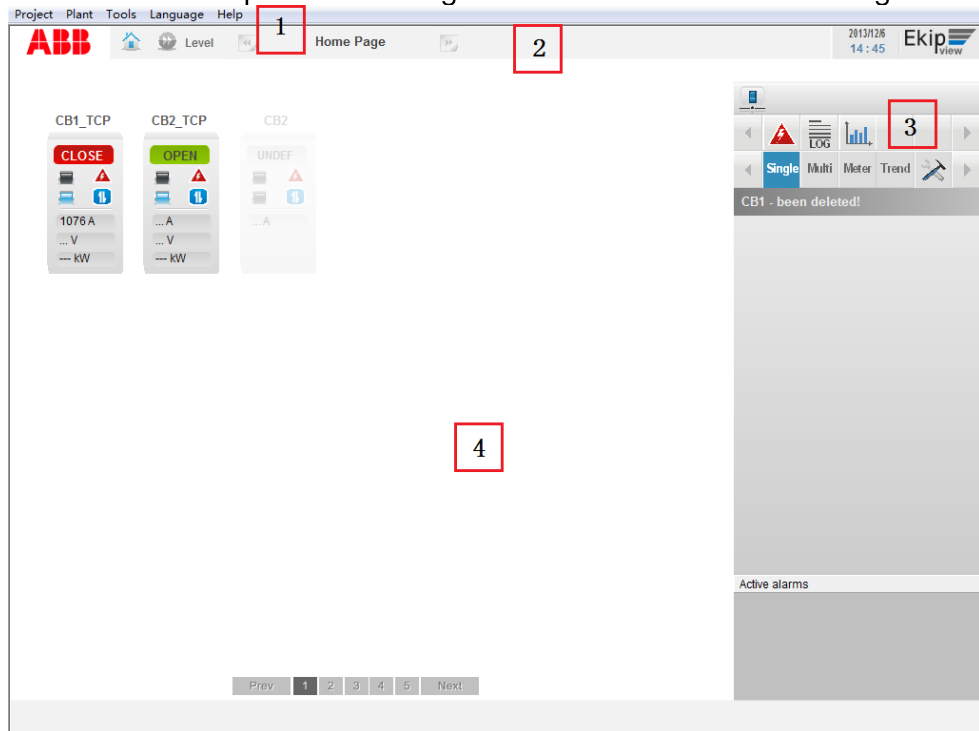 Project Plant Tools Language Help
1
ABB Level Home Page 2 2013/12/6 Ekip
14 : 45 view
CB1_TCP CB2_TCP CB2
3
LOG
CLOSE OPEN UNDEF
Single Multi Meter Trend
CB1 - been deleted!
1076 A ... A ... A
... V ... V
--- kW --- kW
4
Active alarms
Prev 1 2 3 4 5 Next